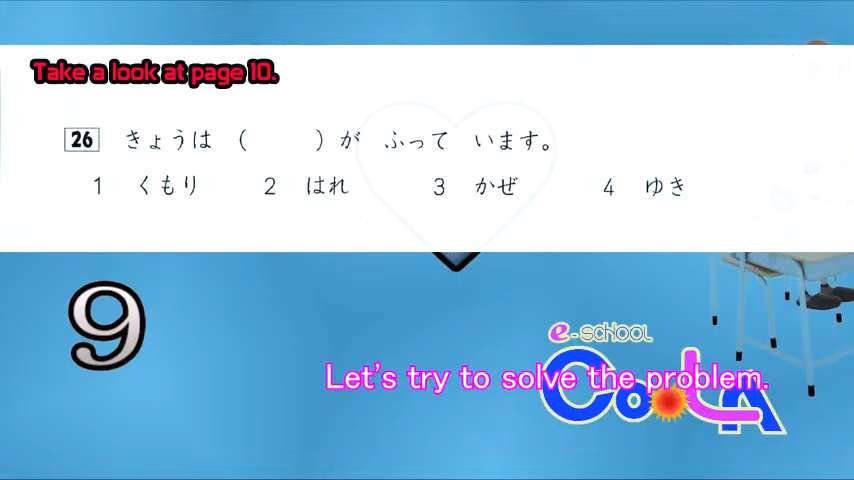 Take a look at page 10.
26 きょうは ( )が ふって います。
1 くもり 2 はれ 3 かぜ 4 ゆき
9
e-SCHOOL
Let's try to solve the problem.
CooLA